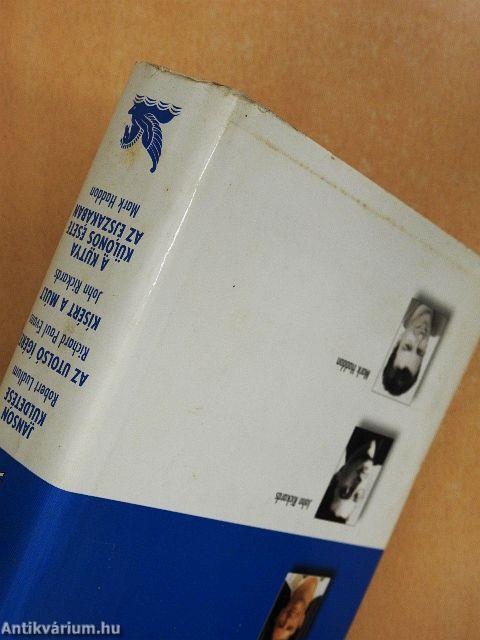 A KUTYA
KÜLÖNÖS ESETE
AZ ÉJSZAKÁBAN
Mark Haddon
KÍSÉRT A MÚLT
John Rickards
AZ UTOLSÓ ÍGÉRET
Richard Paul Evans
JANSON
KÜLDETÉSE
Robert Ludlum
Mark Haddon
John Rickards
Antikvárium.hu